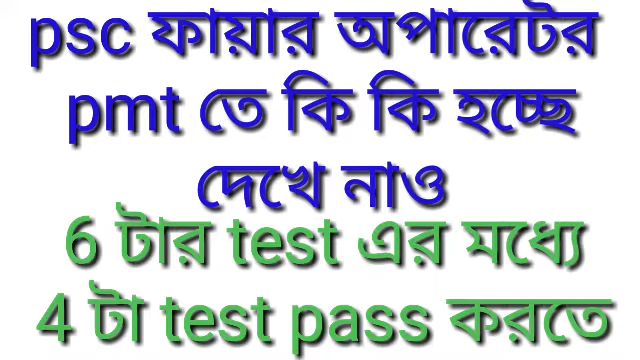 psc ফায়ার অপারেটর
pmt তে কি কি হচ্ছে
দেখে নাও
6 টার test এর মধ্যে
4 টা test pass করতে